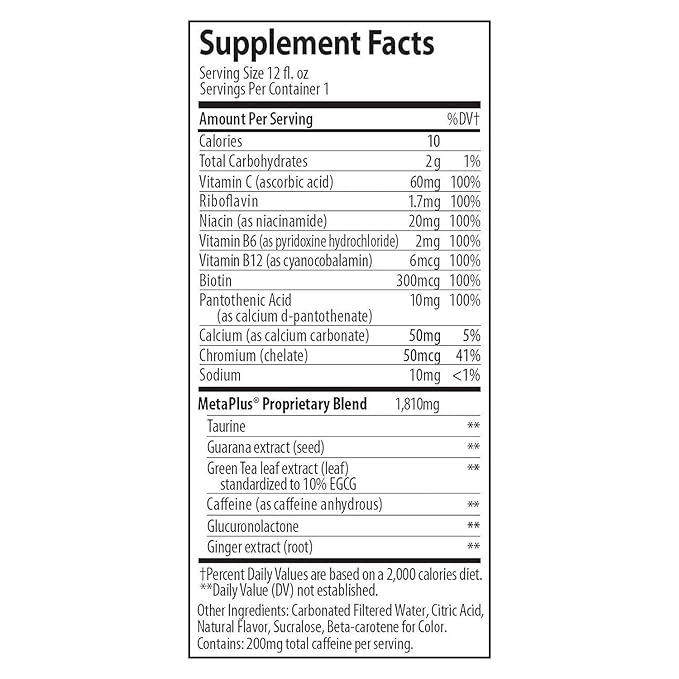 Supplement Facts
Serving Size 12 fl. oz
Servings Per Container 1
Amount Per Serving %DV†
Calories 10
Total Carbohydrates 2g 1%
Vitamin C (ascorbic acid) 60mg 100%
Riboflavin 1.7mg 100%
Niacin (as niacinamide) 20mg 100%
Vitamin B6 (as pyridoxine hydrochloride) 2mg 100%
Vitamin B12 (as cyanocobalamin) 6mcg 100%
Biotin 300mcg 100%
Pantothenic Acid 10mg 100%
(as calcium d-pantothenate)
Calcium (as calcium carbonate) 50mg 5%
Chromium (chelate) 50mcg 41%
Sodium 10mg <1%
MetaPlus® Proprietary Blend 1,810mg
Taurine **
Guarana extract (seed) **
Green Tea leaf extract (leaf) **
standardized to 10% EGCG
Caffeine (as caffeine anhydrous) **
Glucuronolactone **
Ginger extract (root) **
†Percent Daily Values are based on a 2,000 calories diet.
**Daily Value (DV) not established.
Other Ingredients: Carbonated Filtered Water, Citric Acid,
Natural Flavor, Sucralose, Beta-carotene for Color.
Contains: 200mg total caffeine per serving.